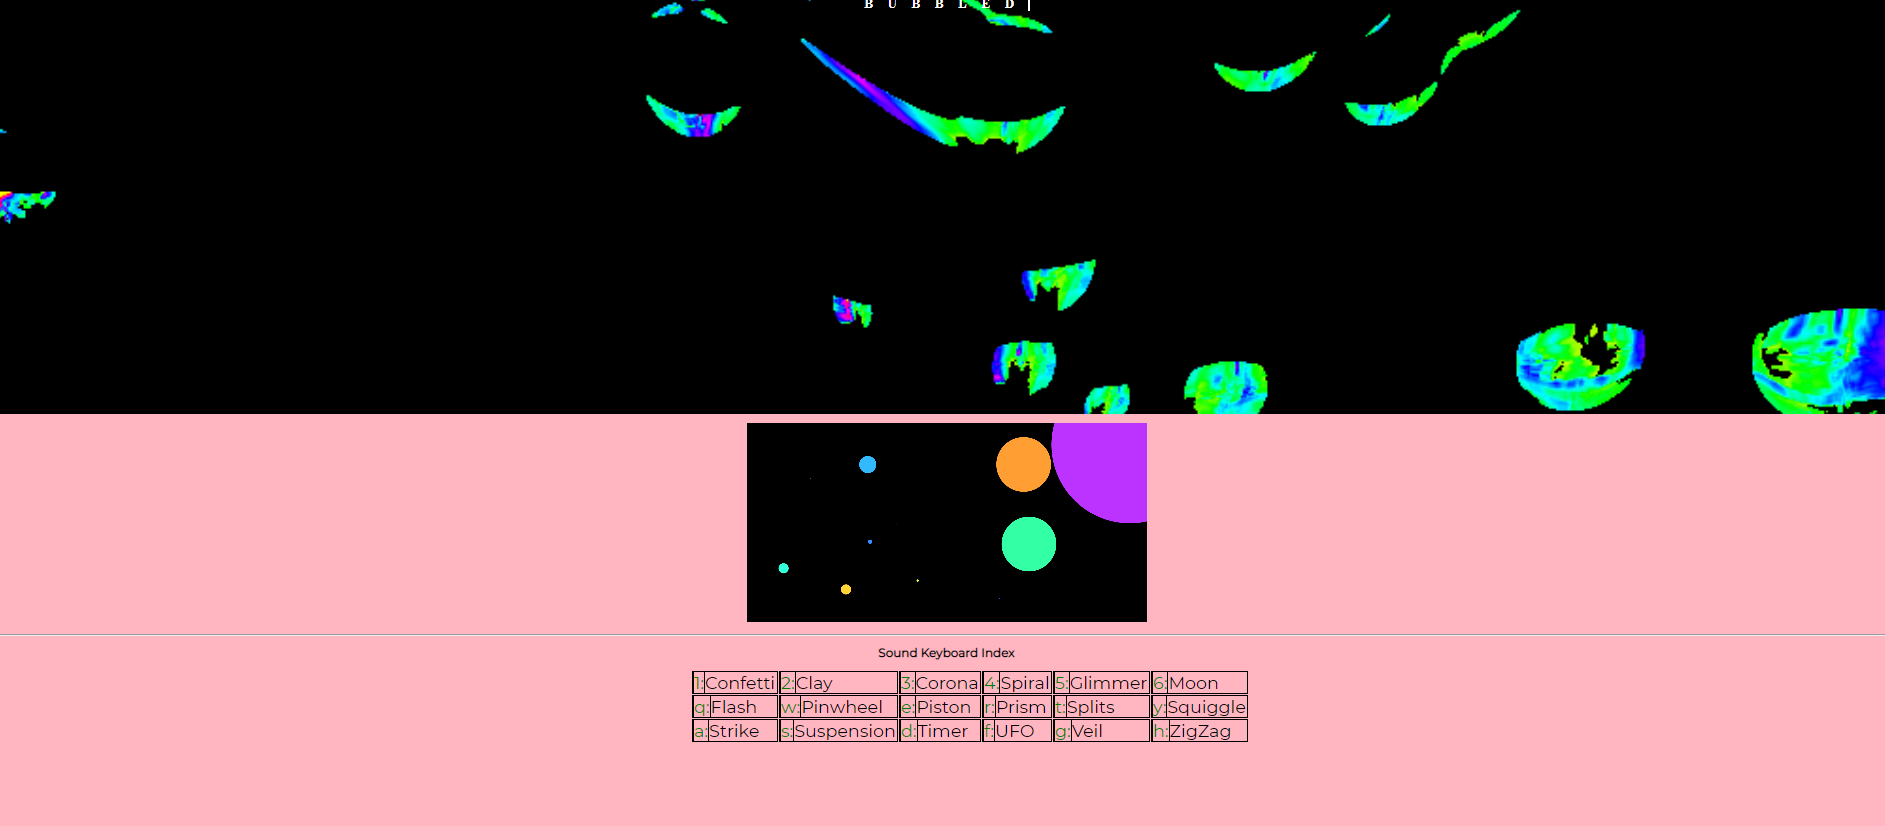 B U B B L E D |
Sound Keyboard Index
1: Confetti 2: Clay 3: Corona 4: Spiral 5: Glimmer 6: Moon
q: Flash w: Pinwheel e: Piston r: Prism t: Splits y: Squiggle
a: Strike s: Suspension d: Timer f: UFO g: Veil h: ZigZag